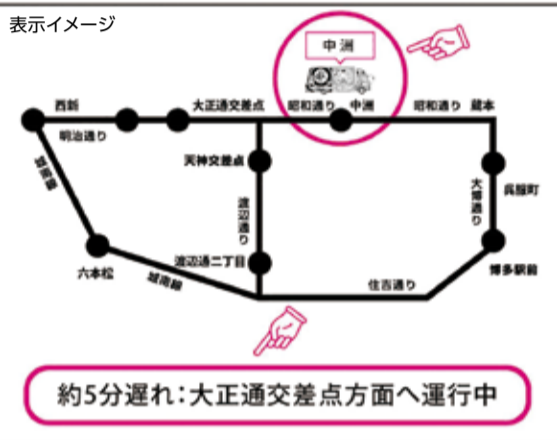 表示イメージ
中洲
西新
大正通交差点
昭和通り
中洲
昭和通り
蔵本
明治通り
城南線
天神交差点
渡辺通り
大博通り
呉服町
六本松
城南線
渡辺通二丁目
住吉通り
博多駅前
約5分遅れ：大正通交差点方面へ運行中